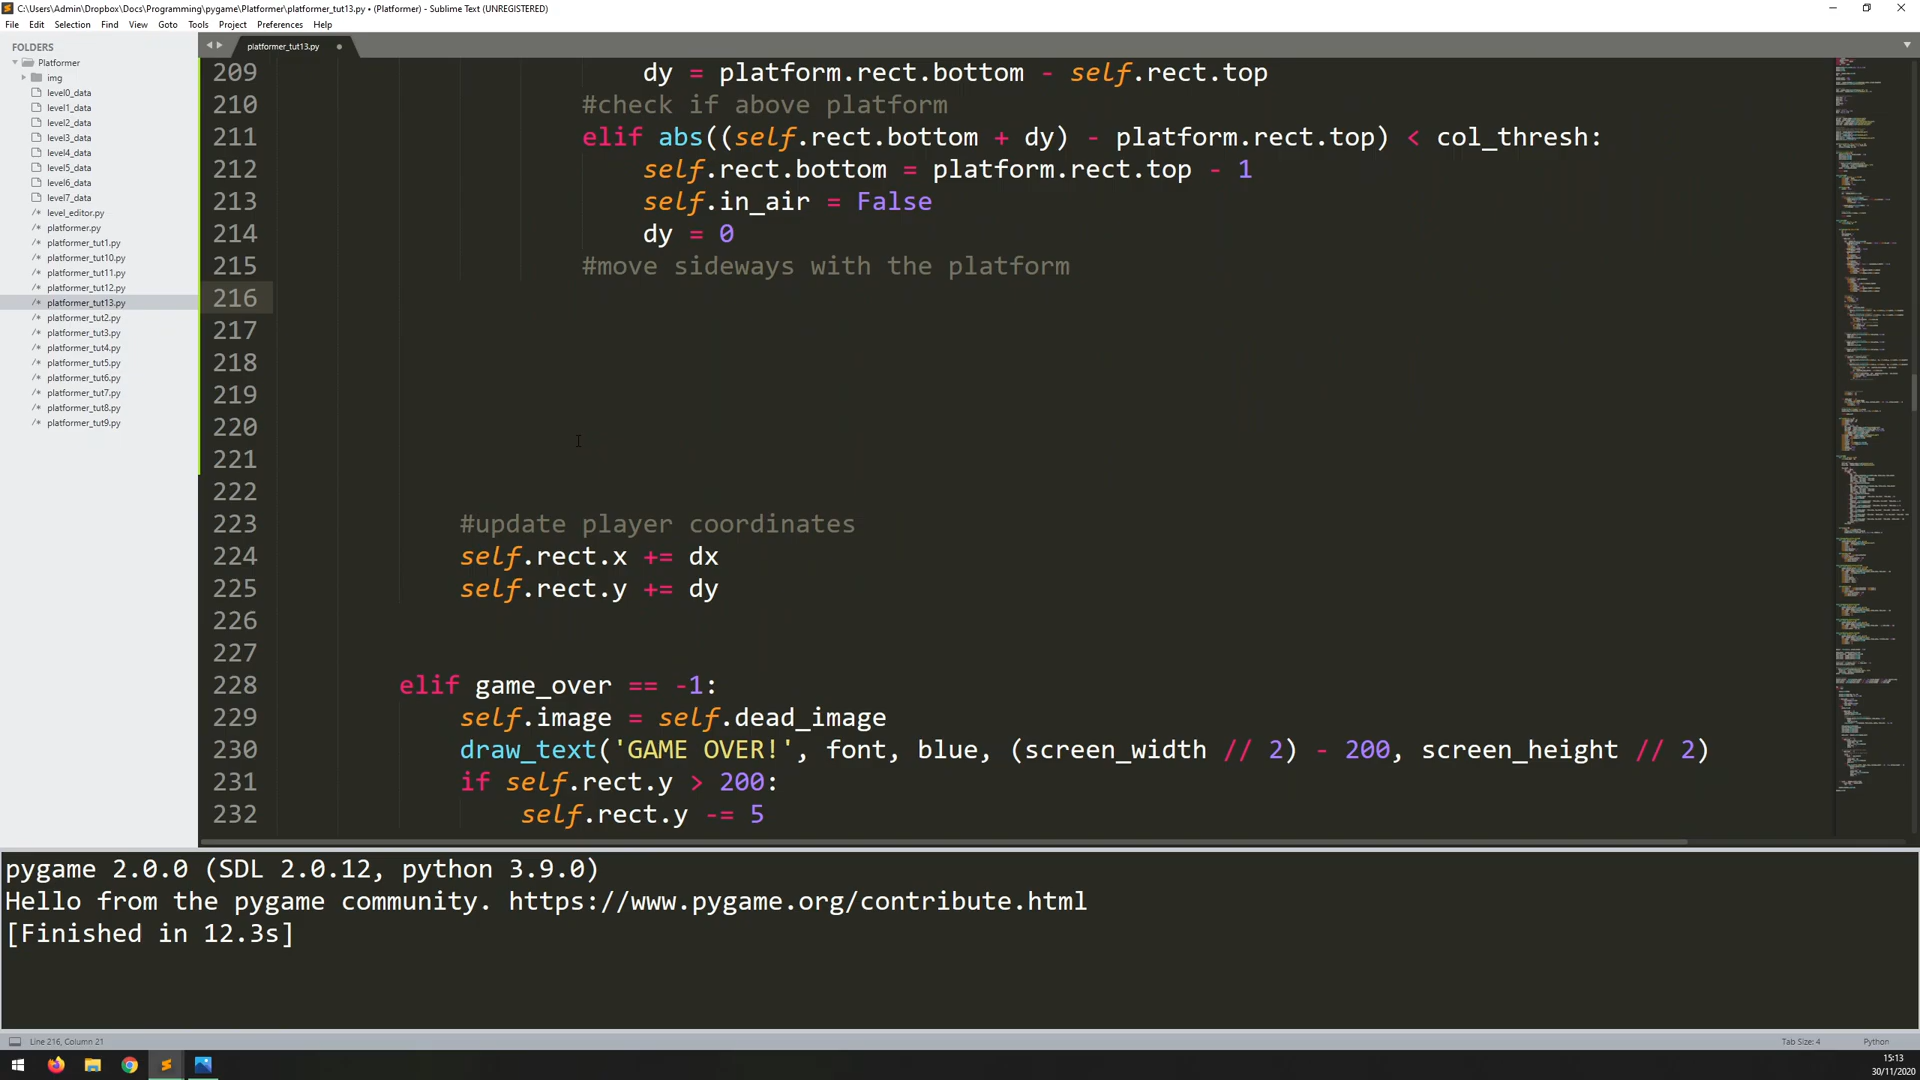 C:\Users\Admin\Dropbox\Docs\Programming\pygame\Platformer\platformer_tut13.py • (Platformer) - Sublime Text (UNREGISTERED)
File Edit Selection Find View Goto Tools Project Preferences Help
FOLDERS
Platformer
img
level0_data
level1_data
level2_data
level3_data
level4_data
level5_data
level6_data
level7_data
level_editor.py
platformer.py
platformer_tut1.py
platformer_tut10.py
platformer_tut11.py
platformer_tut12.py
platformer_tut13.py
platformer_tut2.py
platformer_tut3.py
platformer_tut4.py
platformer_tut5.py
platformer_tut6.py
platformer_tut7.py
platformer_tut8.py
platformer_tut9.py
platformer_tut13.py
209 dy = platform.rect.bottom - self.rect.top
210 #check if above platform
211 elif abs((self.rect.bottom + dy) - platform.rect.top) < col_thresh:
212 self.rect.bottom = platform.rect.top - 1
213 self.in_air = False
214 dy = 0
215 #move sideways with the platform
216
217
218
219
220
221
222
223 #update player coordinates
224 self.rect.x += dx
225 self.rect.y += dy
226
227
228 elif game_over == -1:
229 self.image = self.dead_image
230 draw_text('GAME OVER!', font, blue, (screen_width // 2) - 200, screen_height // 2)
231 if self.rect.y > 200:
232 self.rect.y -= 5
pygame 2.0.0 (SDL 2.0.12, python 3.9.0)
Hello from the pygame community. https://www.pygame.org/contribute.html
[Finished in 12.3s]
Line 216, Column 21
Tab Size: 4
Python
15:13
30/11/2020